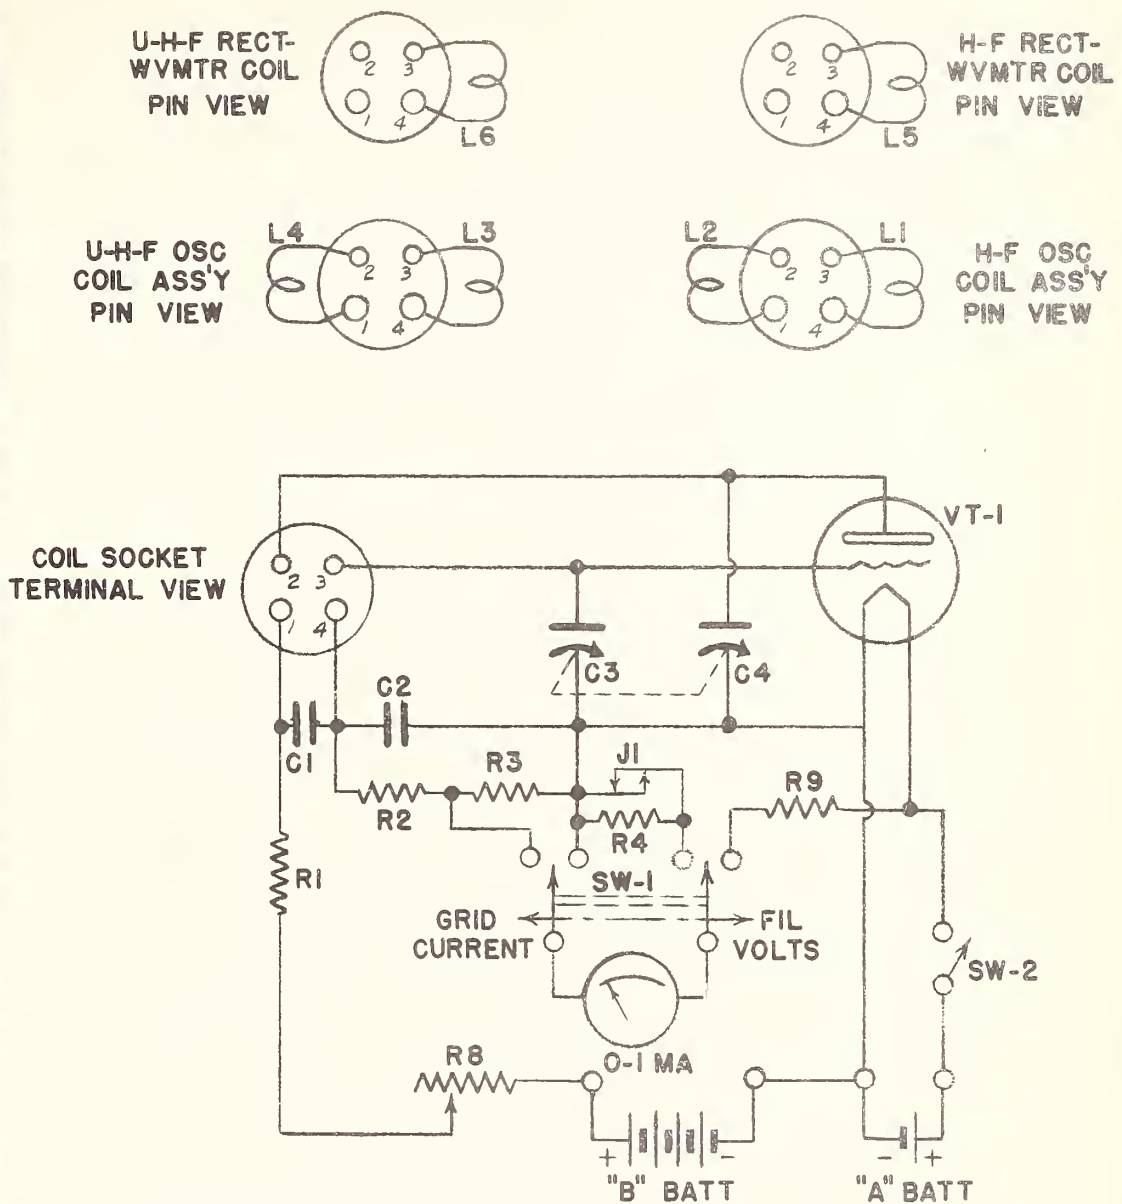 U-H-F RECT-
WVMTR COIL
PIN VIEW
2 3
1 4
L6
H-F RECT-
WVMTR COIL
PIN VIEW
2 3
1 4
L5
U-H-F OSC
COIL ASS'Y
PIN VIEW
L4 L3
2 3
1 4
H-F OSC
COIL ASS'Y
PIN VIEW
L2 L1
2 3
1 4
COIL SOCKET
TERMINAL VIEW
2 3
1 4
VT-1
C3
C4
C1
C2
R2
R3
J1
R4
R9
R1
SW-1
GRID
CURRENT
FIL
VOLTS
SW-2
0-1 MA
R8
+ -
"B" BATT
- +
"A" BATT